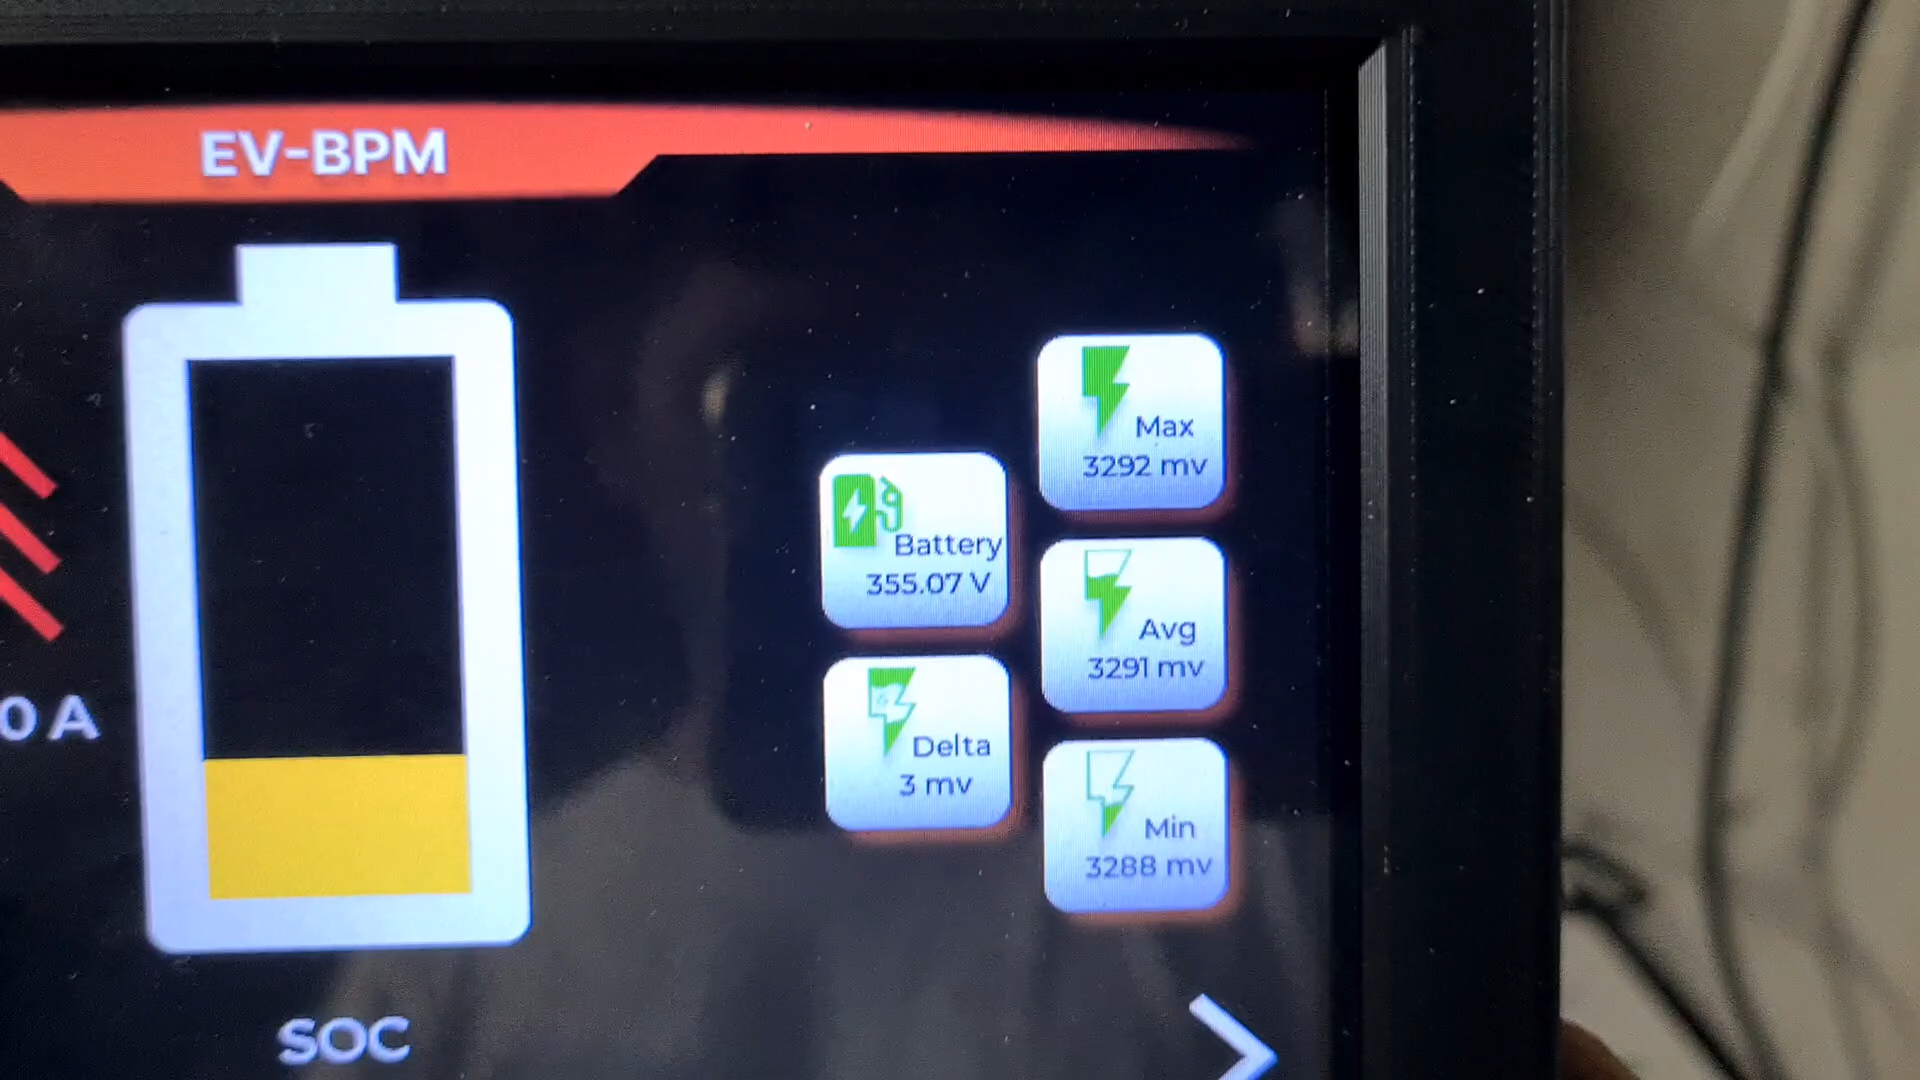 EV-BPM
Max
3292 mv
Battery
355.07 V
Avg
3291 mv
Delta
3 mv
0 A
Min
3288 mv
SOC